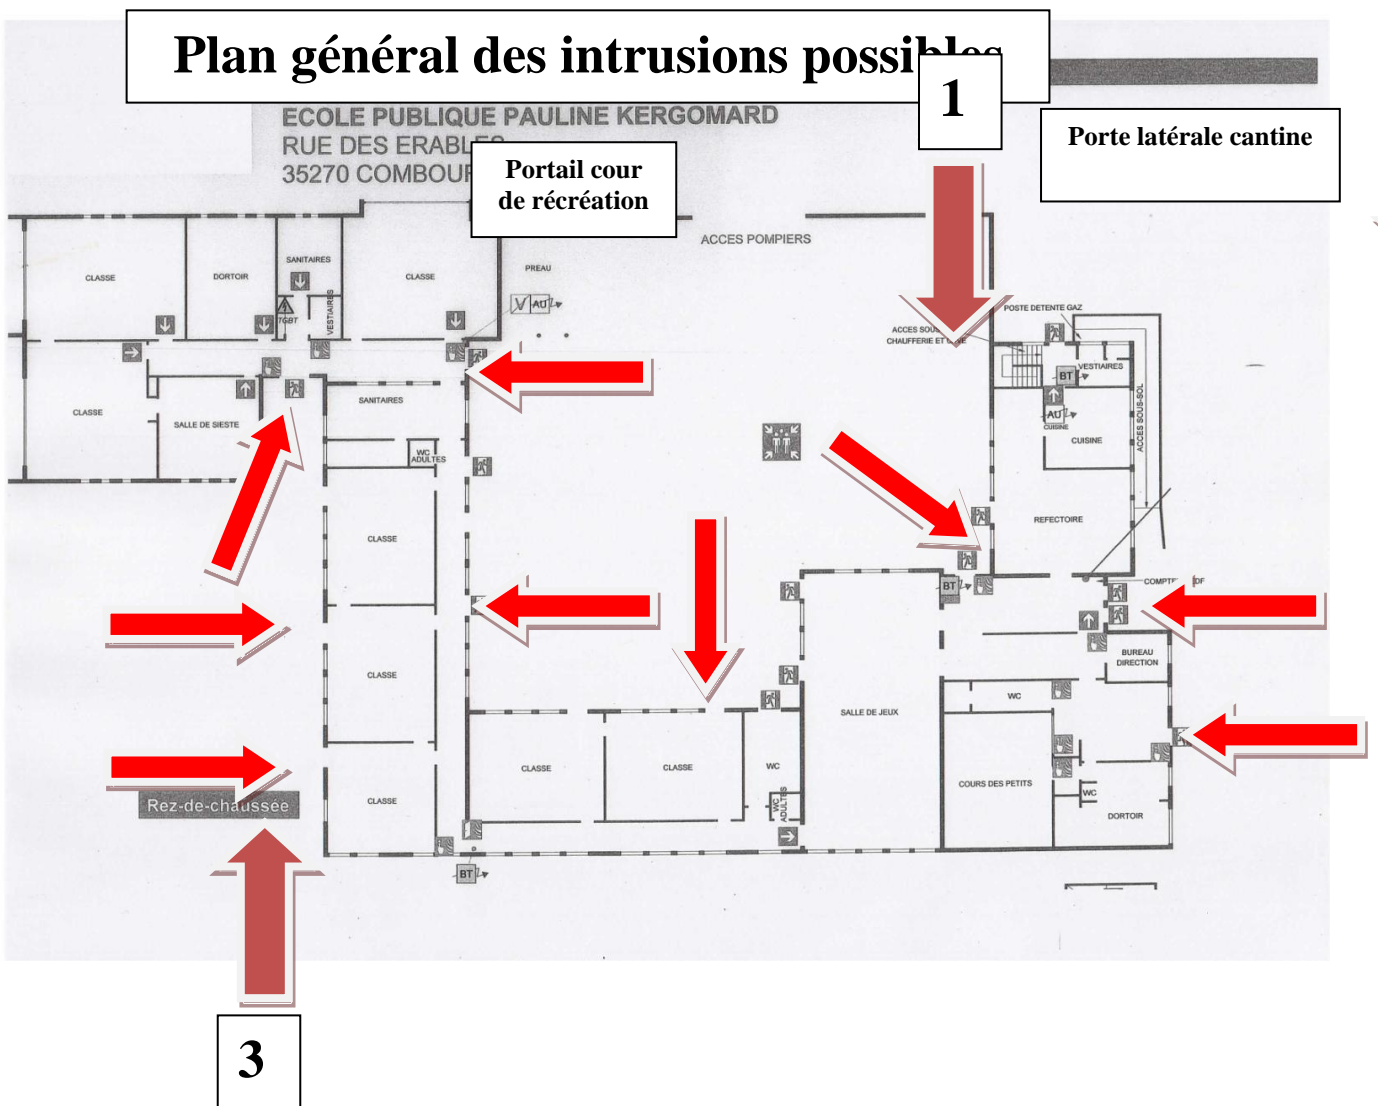 Plan général des intrusions possibles
1
ECOLE PUBLIQUE PAULINE KERGOMARD
RUE DES ERABLES
35270 COMBOUR
Portail cour
de récréation
Porte latérale cantine
ACCES POMPIERS
CLASSE
DORTOIR
SANITAIRES
CLASSE
PREAU
TGBT
VESTIAIRES
V AU
POSTE DETENTE GAZ
ACCES SOUS
CHAUFFERIE ET CUVE
VESTIAIRES
BT
AU
CUISINE
CUISINE
ACCES SOUS-SOL
CLASSE
SALLE DE SIESTE
SANITAIRES
WC
ADULTES
REFECTOIRE
CLASSE
BT
COMPTE
DF
BUREAU
DIRECTION
CLASSE
WC
SALLE DE JEUX
CLASSE
CLASSE
WC
COURS DES PETITS
WC
ADULTES
WC
DORTOIR
Rez-de-chaussée
CLASSE
BT
3